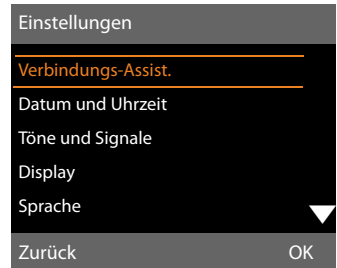 Einstellungen
Verbindungs-Assist.
Datum und Uhrzeit
Töne und Signale
Display
Sprache
Zurück OK